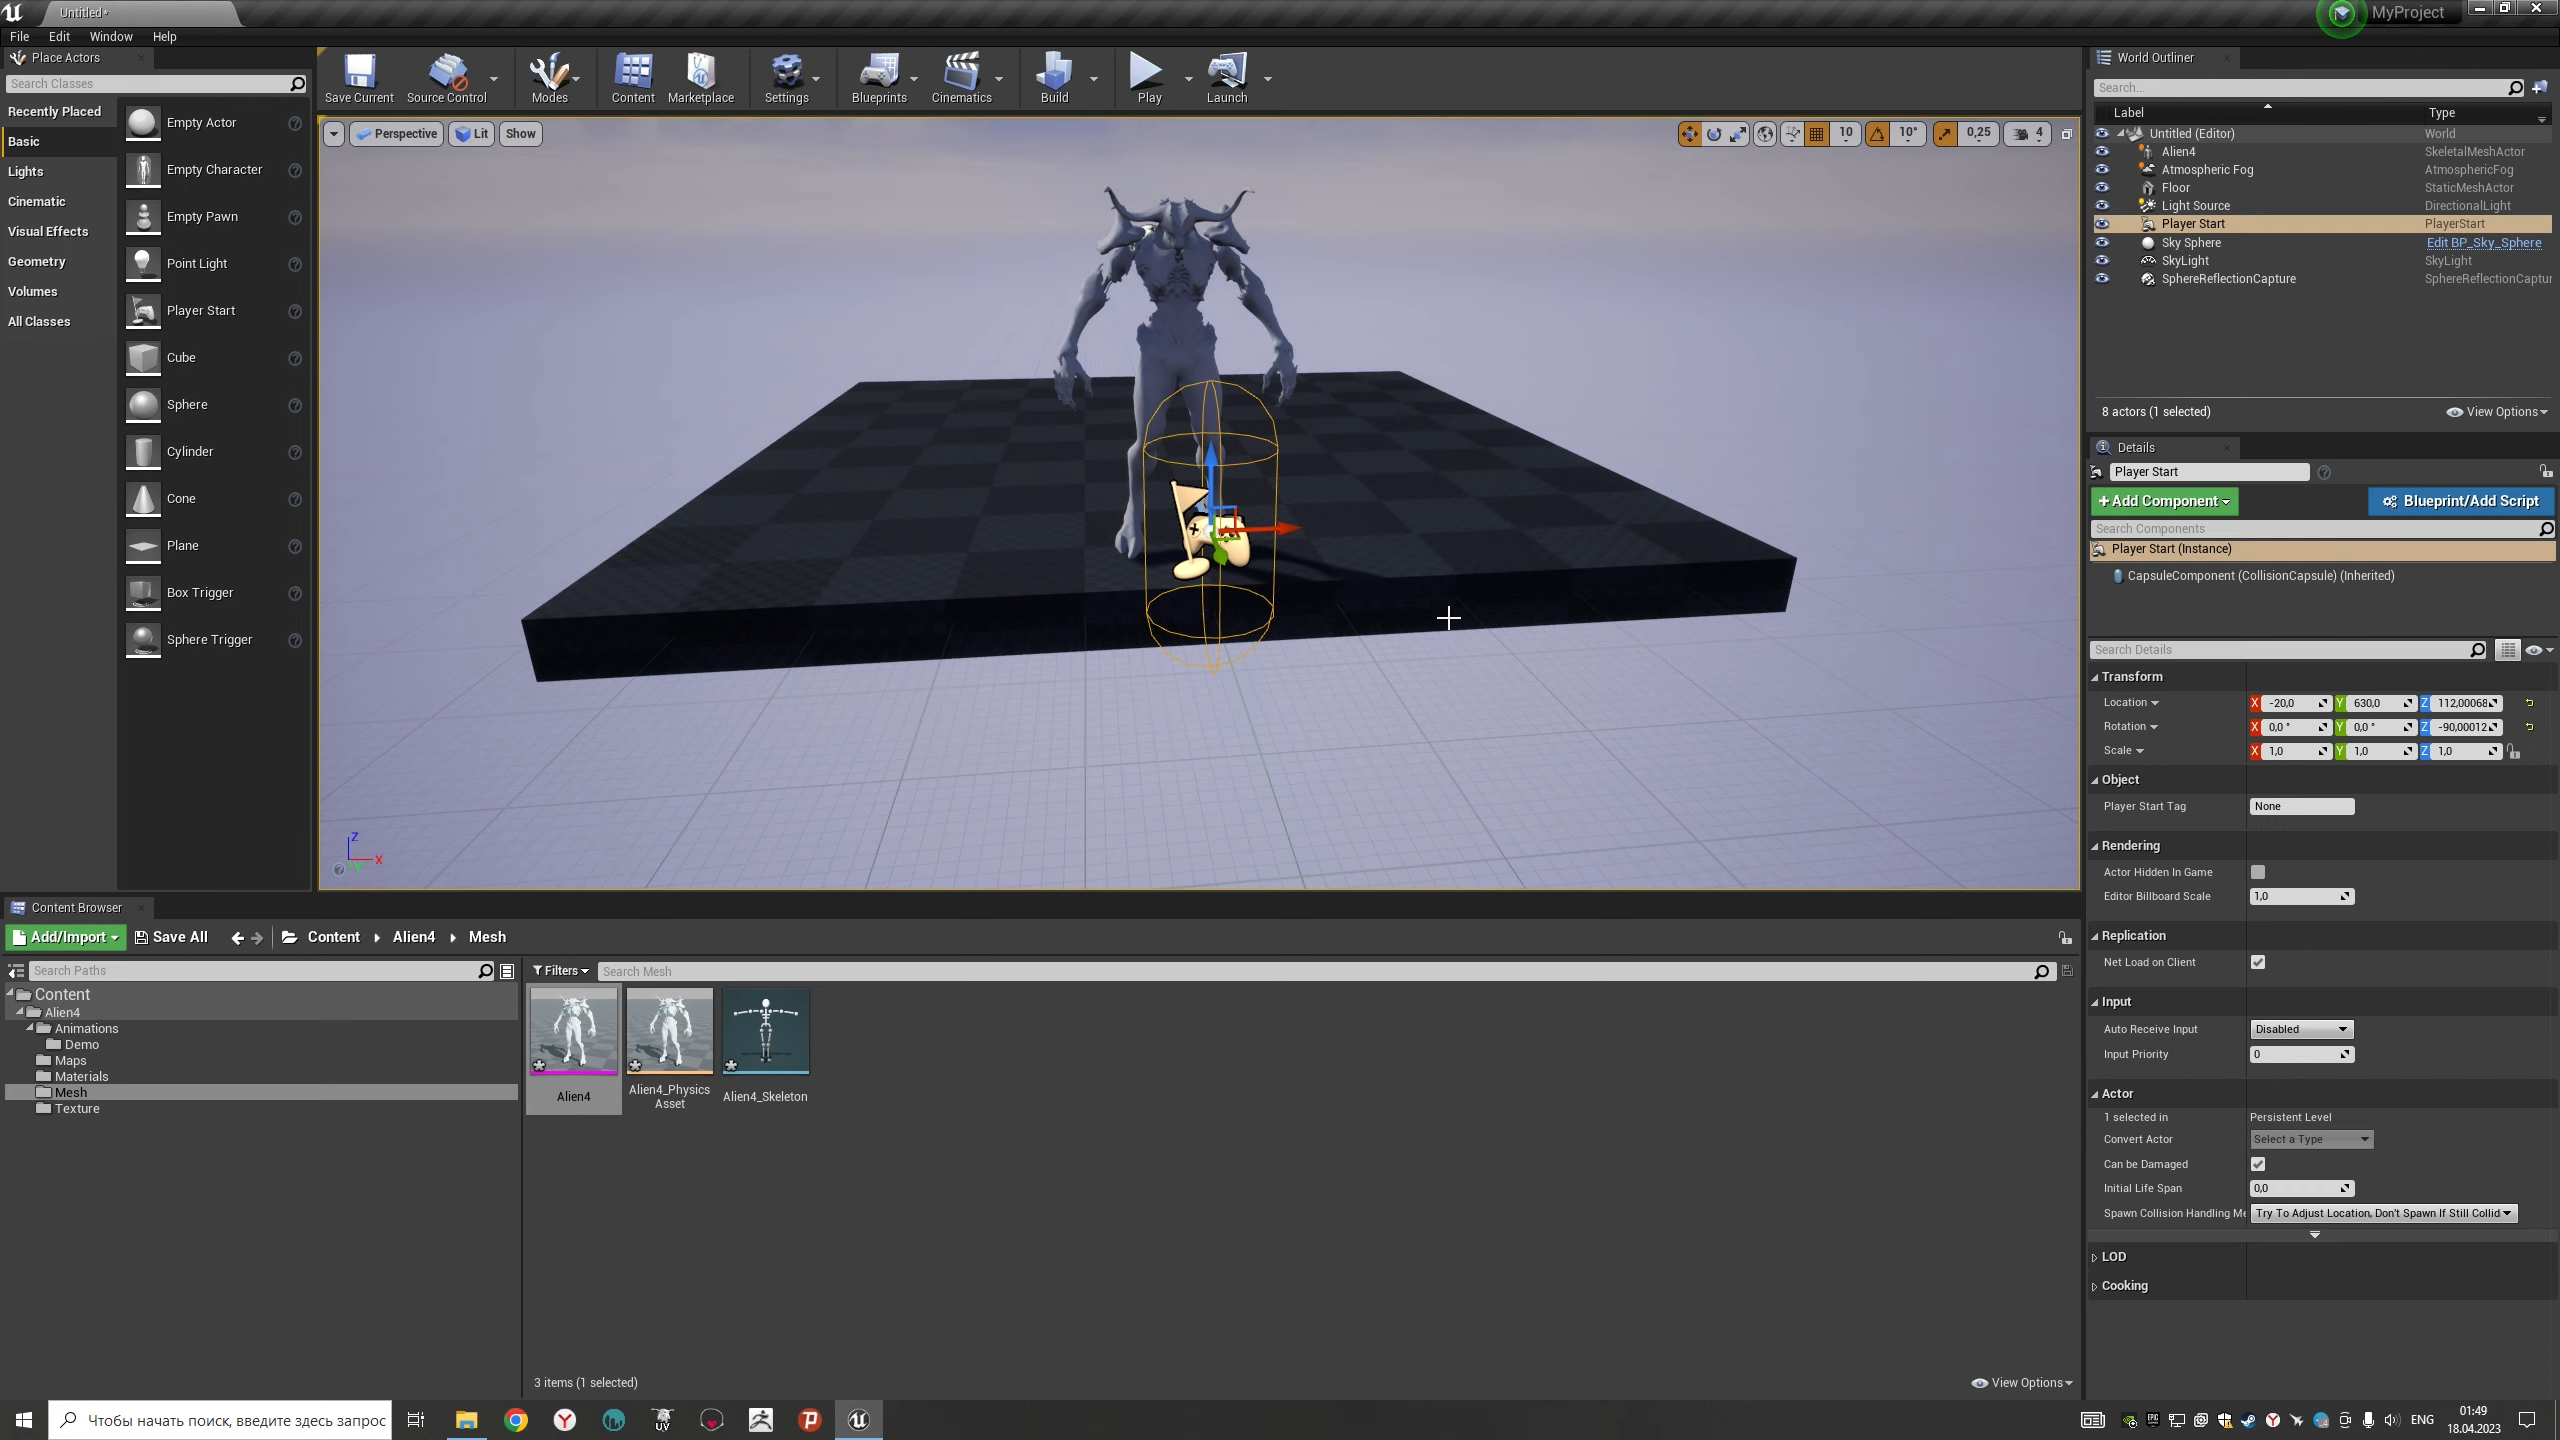 Untitled*
MyProject
File Edit Window Help
Place Actors
Search Classes
Recently Placed
Basic
Lights
Cinematic
Visual Effects
Geometry
Volumes
All Classes
Empty Actor
Empty Character
Empty Pawn
Point Light
Player Start
Cube
Sphere
Cylinder
Cone
Plane
Box Trigger
Sphere Trigger
Save Current Source Control Modes Content Marketplace Settings Blueprints Cinematics Build Play Launch
Perspective Lit Show
10 10° 0,25 4
Z
X
World Outliner
Search...
Label Type
Untitled (Editor) World
Alien4 SkeletalMeshActor
Atmospheric Fog AtmosphericFog
Floor StaticMeshActor
Light Source DirectionalLight
Player Start PlayerStart
Sky Sphere Edit BP_Sky_Sphere
SkyLight SkyLight
SphereReflectionCapture SphereReflectionCaptur
8 actors (1 selected) View Options
Details
Player Start
+Add Component Blueprint/Add Script
Search Components
Player Start (Instance)
CapsuleComponent (CollisionCapsule) (Inherited)
Search Details
Transform
Location X -20,0 Y 630,0 Z 112,00068
Rotation X 0,0 ° Y 0,0 ° Z -90,00012
Scale X 1,0 Y 1,0 Z 1,0
Object
Player Start Tag None
Rendering
Actor Hidden In Game
Editor Billboard Scale 1,0
Replication
Net Load on Client
Input
Auto Receive Input Disabled
Input Priority 0
Actor
1 selected in Persistent Level
Convert Actor Select a Type
Can be Damaged
Initial Life Span 0,0
Spawn Collision Handling Me Try To Adjust Location, Don't Spawn If Still Collid
LOD
Cooking
Content Browser
Add/Import Save All Content Alien4 Mesh
Search Paths
Filters Search Mesh
Content
Alien4
Animations
Demo
Maps
Materials
Mesh
Texture
Alien4
Alien4_Physics
Asset
Alien4_Skeleton
3 items (1 selected) View Options
Чтобы начать поиск, введите здесь запрос
UV
ENG
01:49
18.04.2023